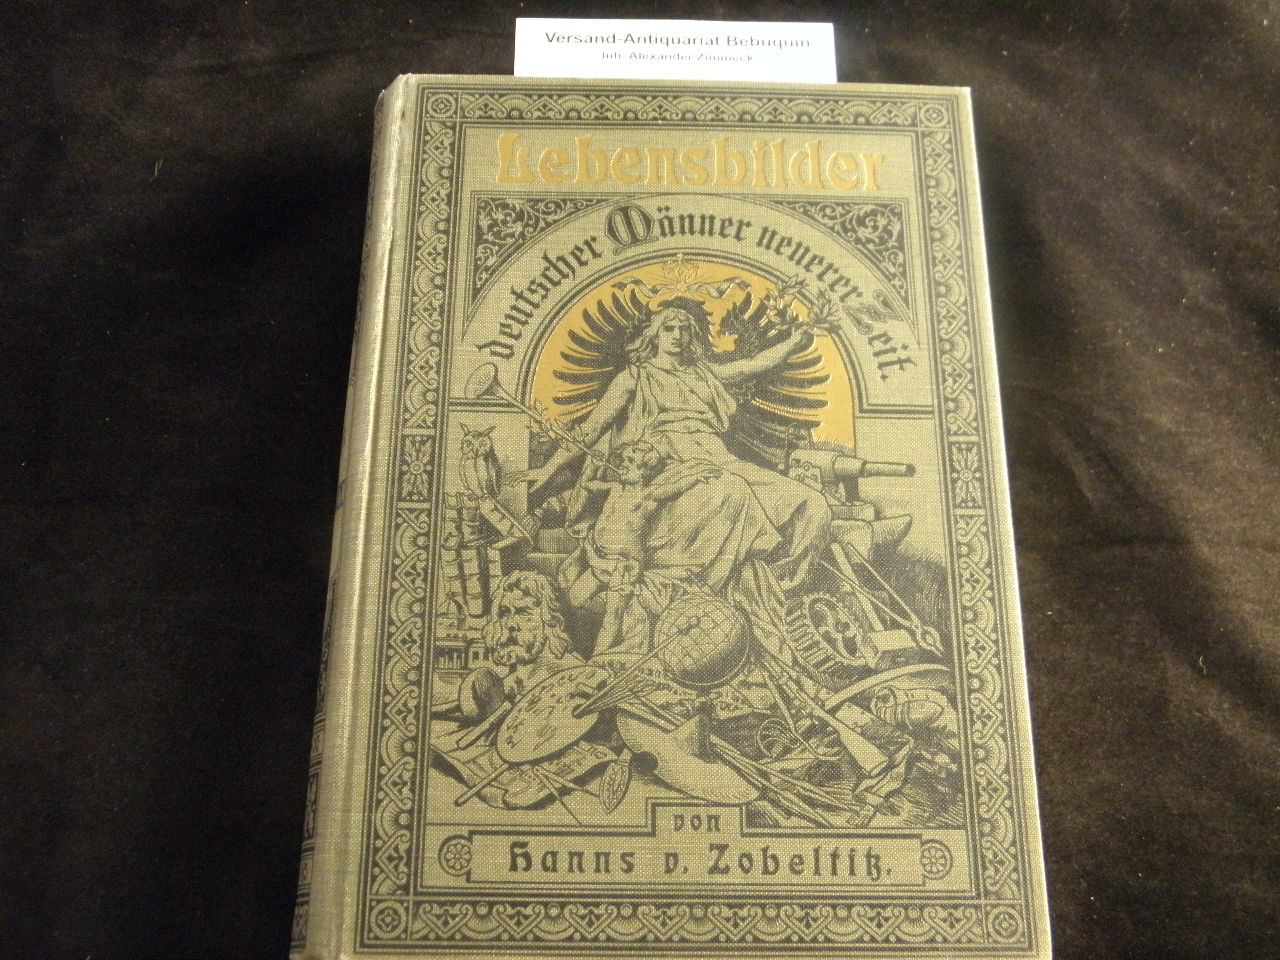 Versand-Antiquariat Bebuquin
Inh. Alexander Zimmeck
Lebensbilder
deutscher Männer neuerer Zeit.
von
Hanns v. Zobeltitz.